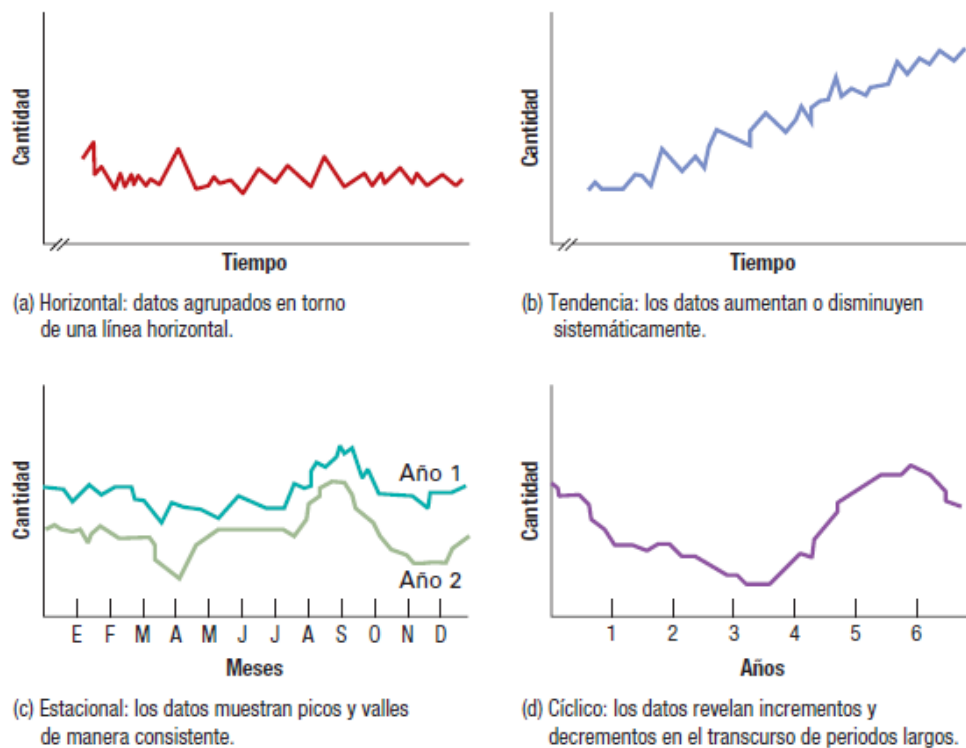 Cantidad
Tiempo
(a) Horizontal: datos agrupados en torno
de una línea horizontal.
Cantidad
Tiempo
(b) Tendencia: los datos aumentan o disminuyen
sistemáticamente.
Cantidad
Año 1
Año 2
E F M A M J J A S O N D
Meses
(c) Estacional: los datos muestran picos y valles
de manera consistente.
Cantidad
1 2 3 4 5 6
Años
(d) Cíclico: los datos revelan incrementos y
decrementos en el transcurso de periodos largos.